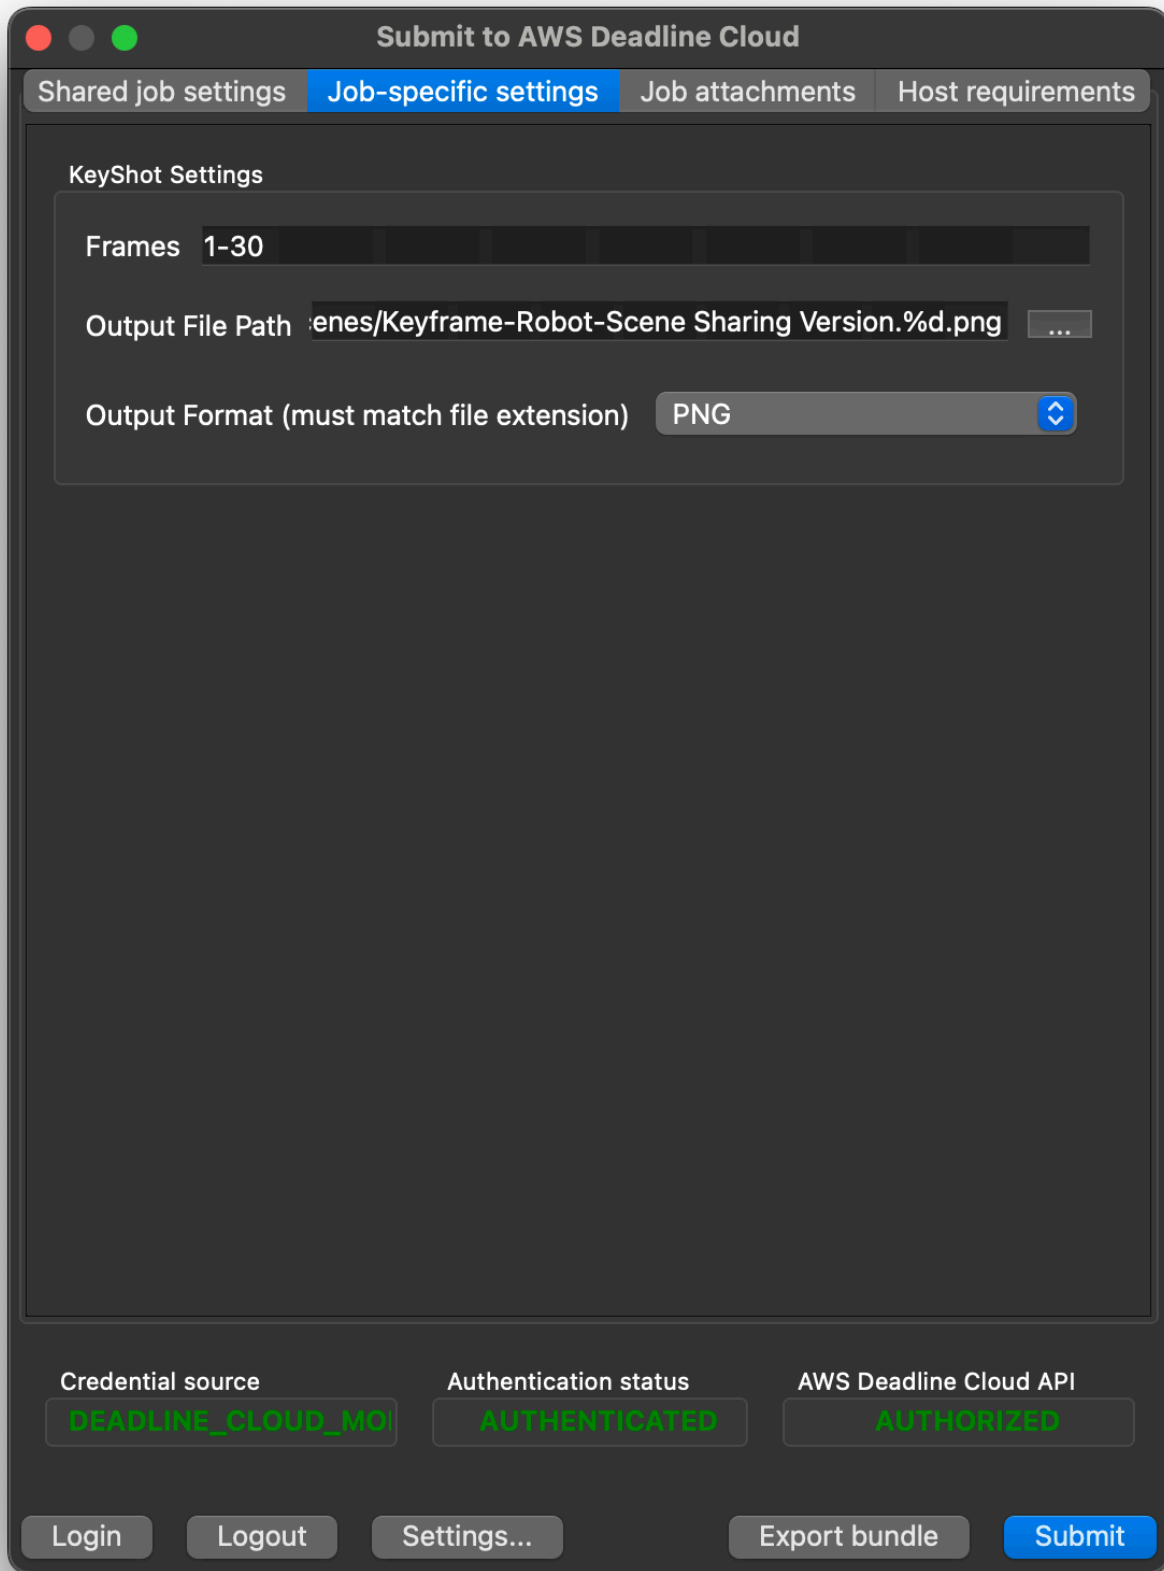 Submit to AWS Deadline Cloud
Shared job settings Job-specific settings Job attachments Host requirements
KeyShot Settings
Frames 1-30
Output File Path enes/Keyframe-Robot-Scene Sharing Version.%d.png ...
Output Format (must match file extension) PNG
Credential source Authentication status AWS Deadline Cloud API
DEADLINE_CLOUD_MO AUTHENTICATED AUTHORIZED
Login Logout Settings... Export bundle Submit